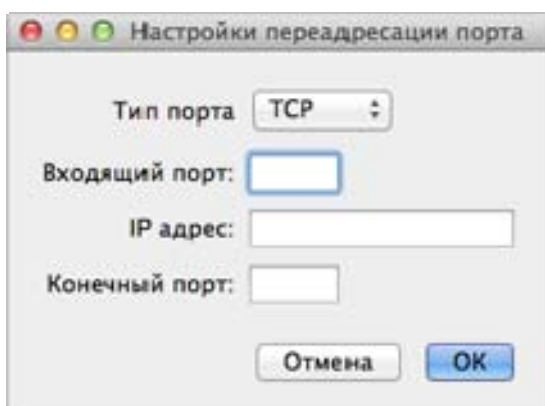 Настройки переадресации порта
Тип порта TCP
Входящий порт:
IP адрес:
Конечный порт:
Отмена OK